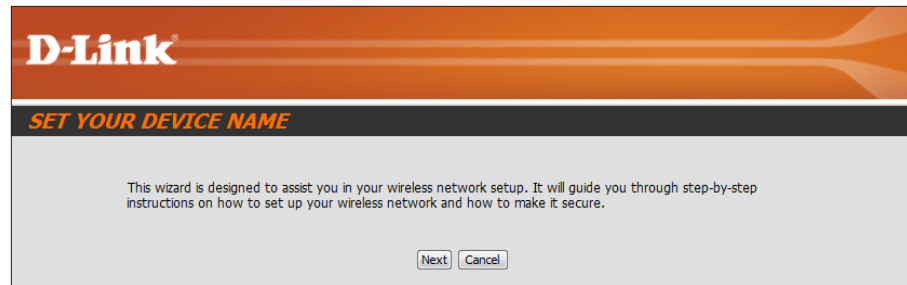 D-Link®
SET YOUR DEVICE NAME
This wizard is designed to assist you in your wireless network setup. It will guide you through step-by-step
instructions on how to set up your wireless network and how to make it secure.
Next Cancel